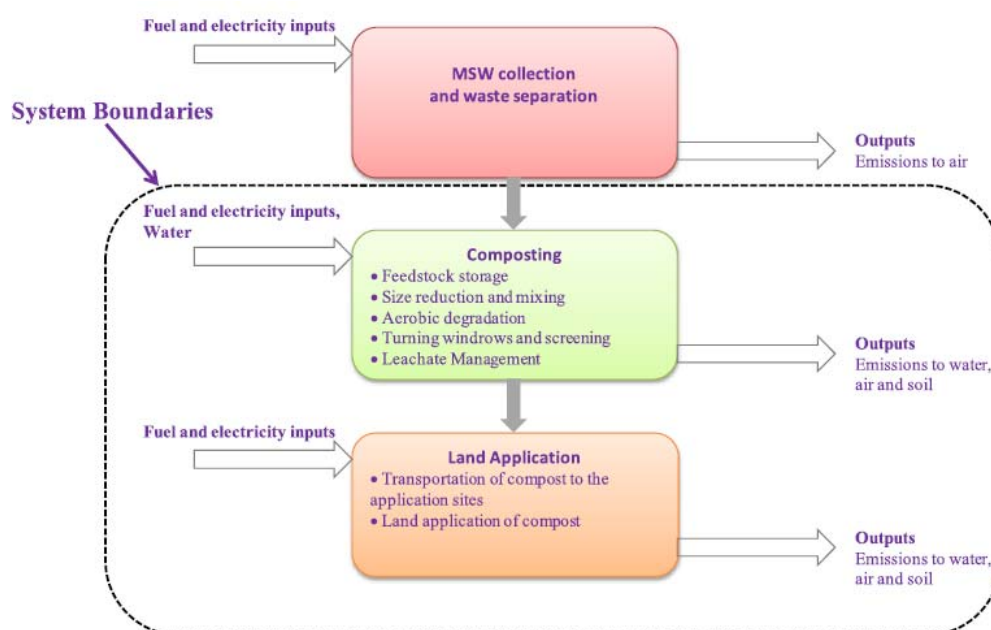 Fuel and electricity inputs
MSW collection
and waste separation
System Boundaries
Outputs
Emissions to air
Fuel and electricity inputs,
Water
Composting
• Feedstock storage
• Size reduction and mixing
• Aerobic degradation
• Turning windrows and screening
• Leachate Management
Outputs
Emissions to water,
air and soil
Fuel and electricity inputs
Land Application
• Transportation of compost to the
application sites
• Land application of compost
Outputs
Emissions to water,
air and soil